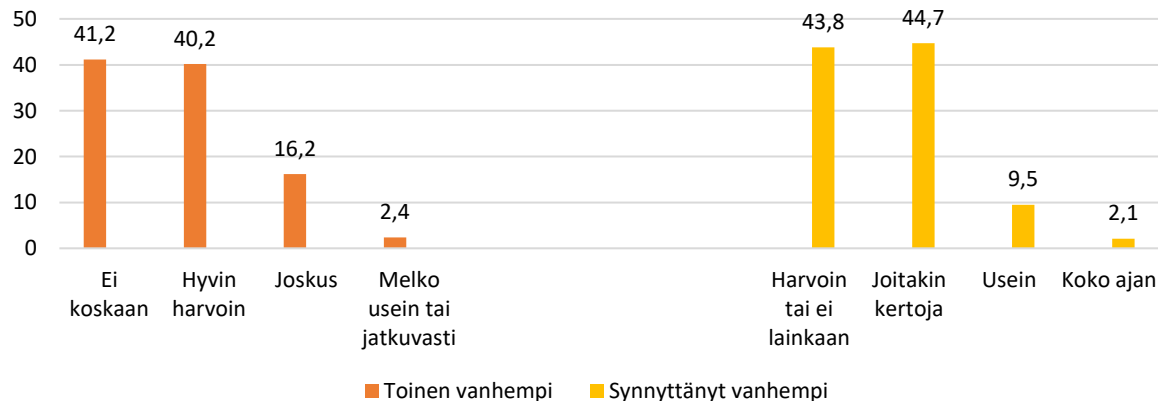 50
40
30
20
10
0
41,2
40,2
16,2
2,4
43,8
44,7
9,5
2,1
Ei
koskaan
Hyvin
harvoin
Joskus
Melko
usein tai
jatkuvasti
Harvoin
tai ei
lainkaan
Joitakin
kertoja
Usein
Koko ajan
Toinen vanhempi
Synnyttänyt vanhempi